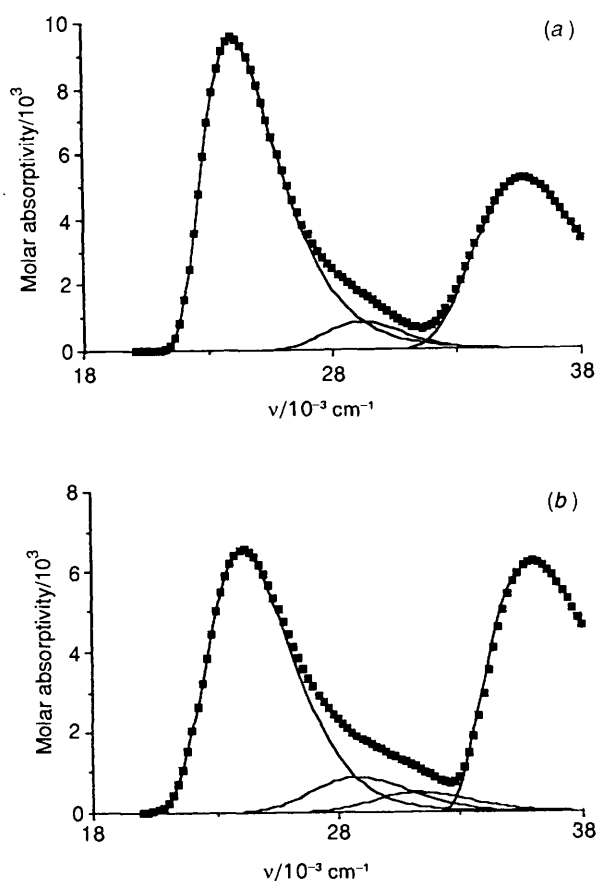 (a)
10
8
6
4
2
0
Molar absorptivity/10³
18
28
38
ν/10⁻³ cm⁻¹
(b)
8
6
4
2
0
Molar absorptivity/10³
18
28
38
ν/10⁻³ cm⁻¹